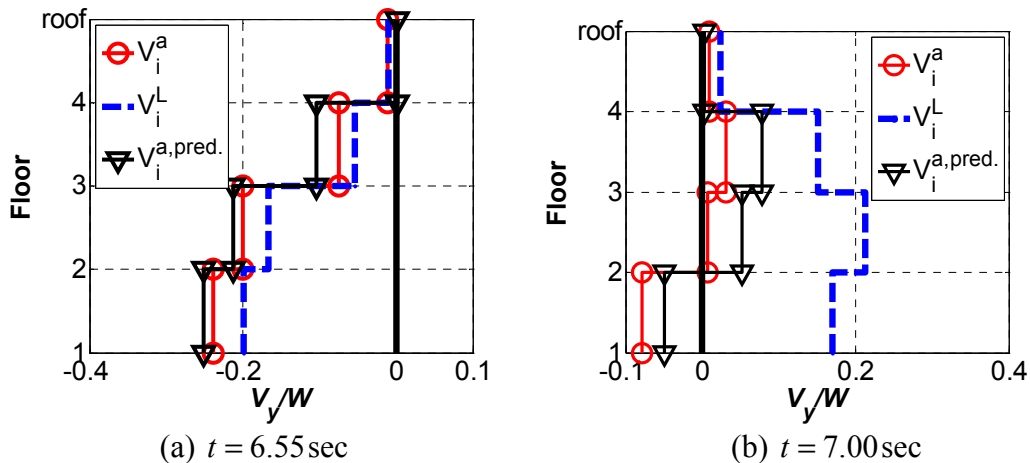 roof
4
3
2
1
Floor
V_i^a
V_i^L
V_i^{a,pred.}
-0.4
-0.2
0
0.1
V_y/W
(a) t = 6.55 sec
roof
4
3
2
1
Floor
V_i^a
V_i^L
V_i^{a,pred.}
-0.1
0
0.2
0.4
V_y/W
(b) t = 7.00 sec